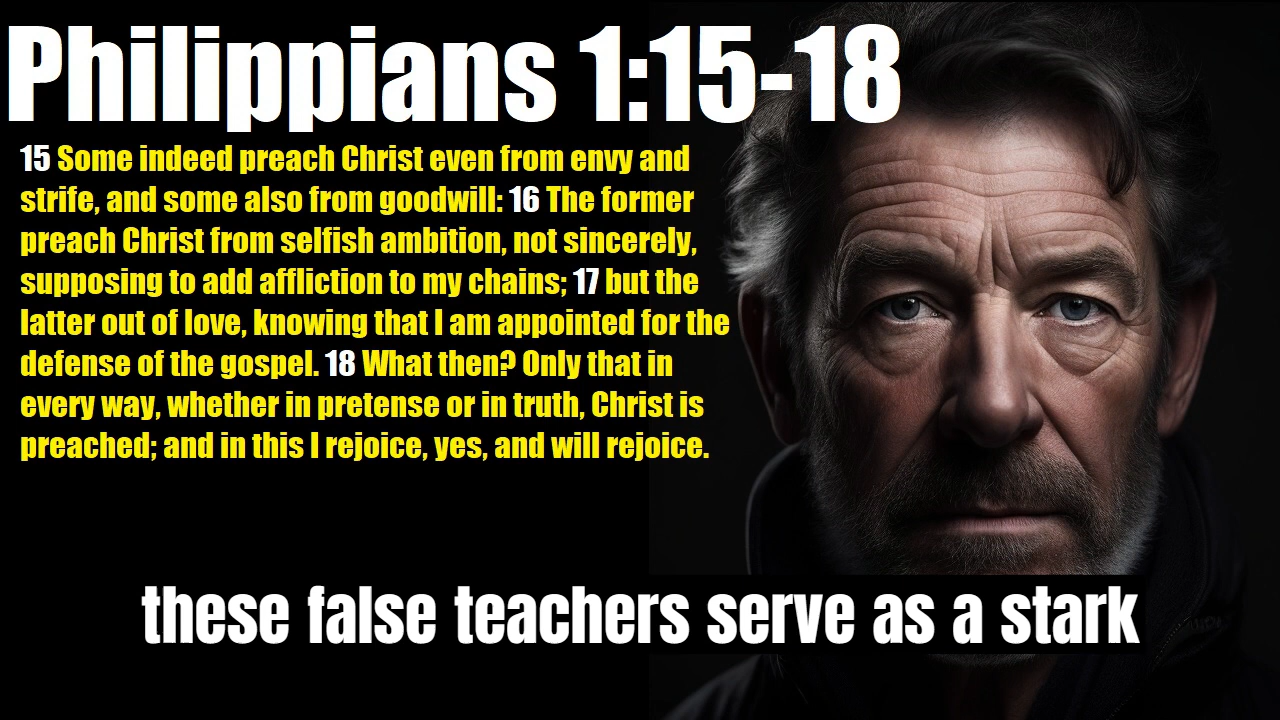 Philippians 1:15-18
15 Some indeed preach Christ even from envy and
strife, and some also from goodwill: 16 The former
preach Christ from selfish ambition, not sincerely,
supposing to add affliction to my chains; 17 but the
latter out of love, knowing that I am appointed for the
defense of the gospel. 18 What then? Only that in
every way, whether in pretense or in truth, Christ is
preached; and in this I rejoice, yes, and will rejoice.
these false teachers serve as a stark